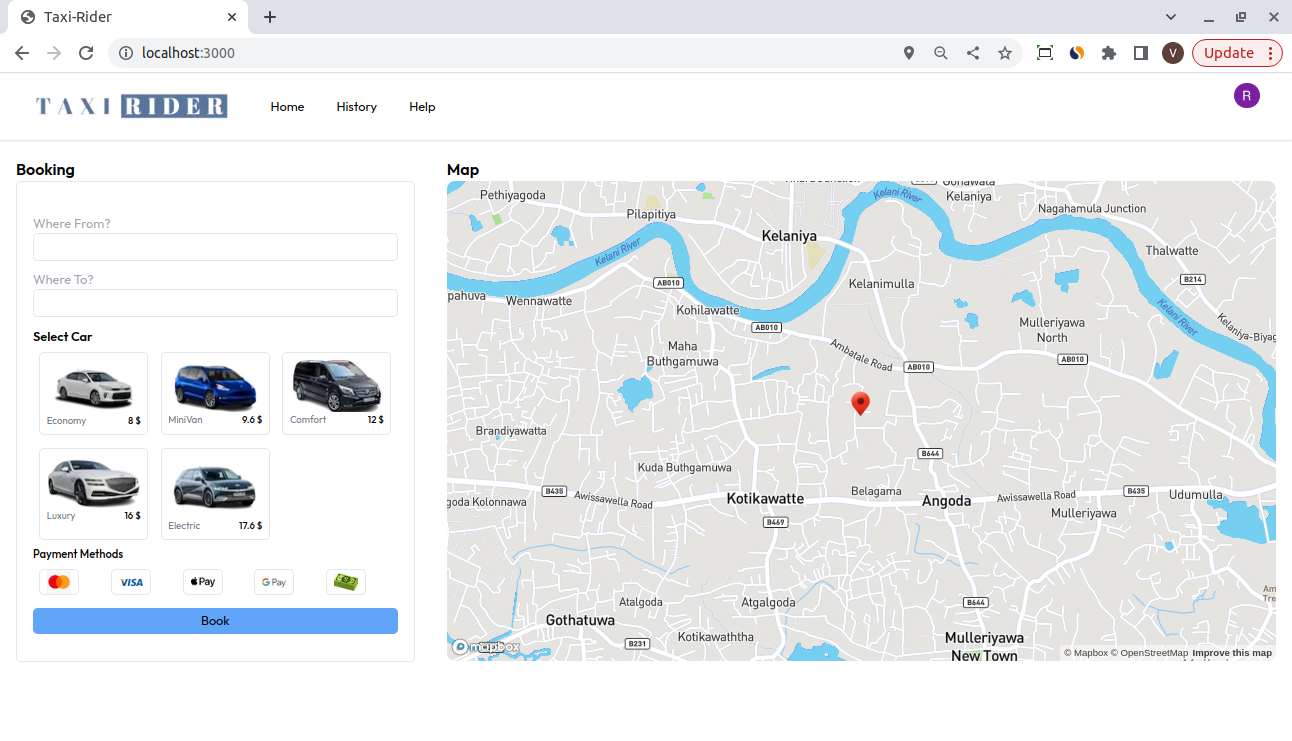 Taxi-Rider
localhost:3000
V
Update
TAXI RIDER
Home
History
Help
R
Booking
Where From?
Where To?
Select Car
Economy 8 $
MiniVan 9.6 $
Comfort 12 $
Luxury 16 $
Electric 17.6 $
Payment Methods
VISA
Pay
G Pay
Book
Map
Pethiyagoda
Pilapitiya
Kelaniya
Kelani River
Gonawala
Kelaniya
Nagahamula Junction
Thalwatte
B214
Kelani River
AB010
Kelanimulla
pahuva
Wennawatte
Kohilawatte
AB010
Mulleriyawa
North
Kelani River
Kelaniya-Biyag
Maha
Buthgamuwa
Ambatale Road
AB010
AB010
Brandiyawatta
B644
Kuda Buthgamuwa
goda Kolonnawa
B435
Awissawella Road
Kotikawatte
Belagama
Angoda
Awissawella Road
B435
Udumulla
Mulleriyawa
B469
Atalgoda
Atgalgoda
B644
Am
Tre
Gothatuwa
Kotikawaththa
B231
Mulleriyawa
New Town
mapbox
© Mapbox © OpenStreetMap Improve this map